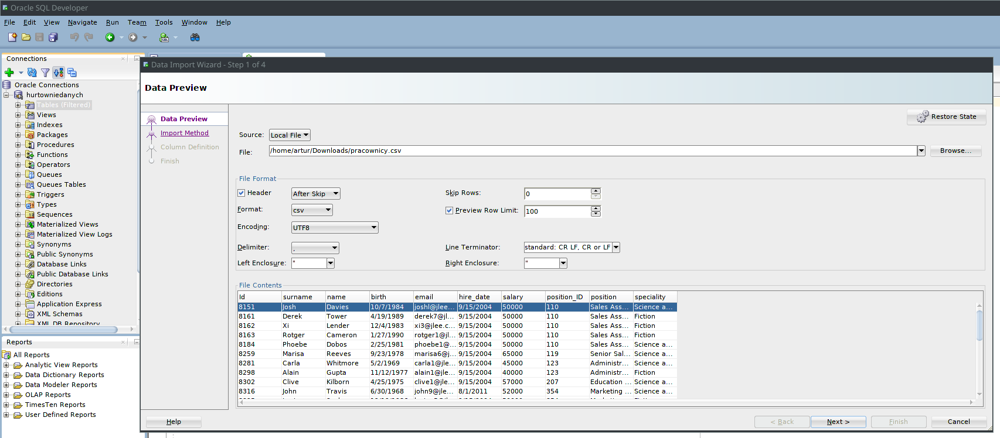 Oracle SQL Developer
File Edit View Navigate Run Team Tools Window Help
Connections
Oracle Connections
hurtowniedanych
Tables (Filtered)
Views
Indexes
Packages
Procedures
Functions
Operators
Queues
Queues Tables
Triggers
Types
Sequences
Materialized Views
Materialized View Logs
Synonyms
Public Synonyms
Database Links
Public Database Links
Directories
Editions
Application Express
XML Schemas
XML DB Repository
Reports
All Reports
Analytic View Reports
Data Dictionary Reports
Data Modeler Reports
OLAP Reports
TimesTen Reports
User Defined Reports
Data Import Wizard - Step 1 of 4
Data Preview
Data Preview
Import Method
Column Definition
Finish
Restore State
Source: Local File
File: /home/artur/Downloads/pracownicy.csv Browse...
File Format
Header After Skip Skip Rows: 0
Format: csv Preview Row Limit: 100
Encoding: UTF8
Delimiter: , Line Terminator: standard: CR LF, CR or LF
Left Enclosure: " Right Enclosure: "
File Contents
Id surname name birth email hire_date salary position_ID position speciality
8151 Josh Davies 10/7/1984 joshl@jlee... 9/15/2004 50000 110 Sales Ass... Science a...
8161 Derek Tower 4/19/1989 derek7@jl... 9/15/2004 50000 110 Sales Ass... Fiction
8162 Xi Lender 12/4/1983 xi3@jlee.c... 9/15/2004 50000 110 Sales Ass... Science a...
8163 Rotger Cameron 1/27/1990 rotger1@jl... 9/15/2004 50000 110 Sales Ass... Fiction
8184 Phoebe Dobos 2/25/1981 phoebe1@... 9/15/2004 50000 110 Sales Ass... Science a...
8259 Marisa Reeves 9/23/1978 marisa6@j... 9/15/2004 65000 119 Senior Sal... Science a...
8281 Carla Whitmore 5/2/1969 carla1@jle... 9/15/2004 45000 123 Administr... Science a...
8298 Alain Gupta 11/12/1977 alain1@jle... 9/15/2004 40000 123 Administr... Fiction
8302 Clive Kilborn 4/25/1975 clive1@jlee... 9/15/2004 57000 207 Education ... Science a...
8316 John Travis 6/30/1968 john9@jlee... 8/1/2011 52000 354 Marketing ... Science a...
Help < Back Next > Finish Cancel